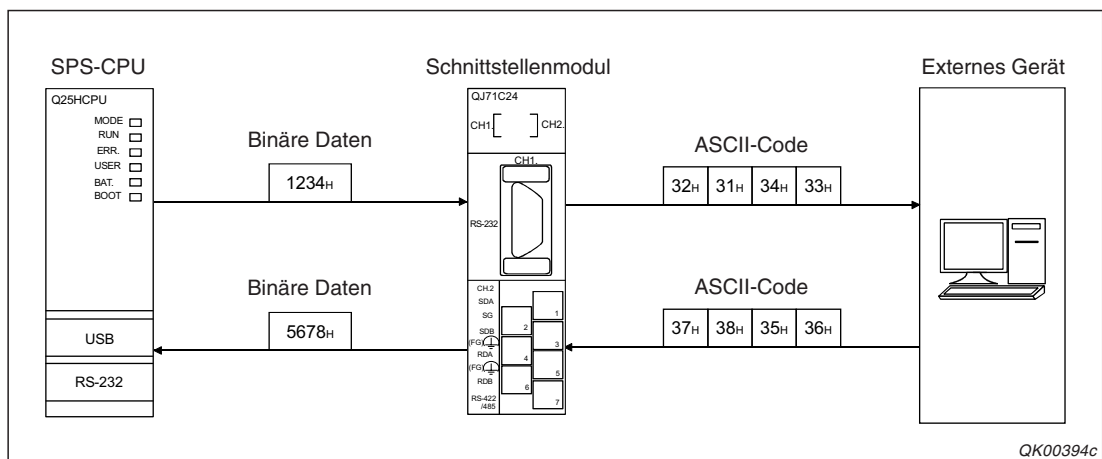 SPS-CPU
Schnittstellenmodul
Externes Gerät
Q25HCPU
MODE
RUN
ERR.
USER
BAT.
BOOT
USB
RS-232
Binäre Daten
1234H
Binäre Daten
5678H
QJ71C24
CH1.
CH2.
CH1.
RS-232
CH.2
SDA
SG
SDB
(FG)
RDA
(FG)
RDB
RS-422
/485
1
2
3
4
5
6
7
ASCII-Code
32H 31H 34H 33H
ASCII-Code
37H 38H 35H 36H
QK00394c